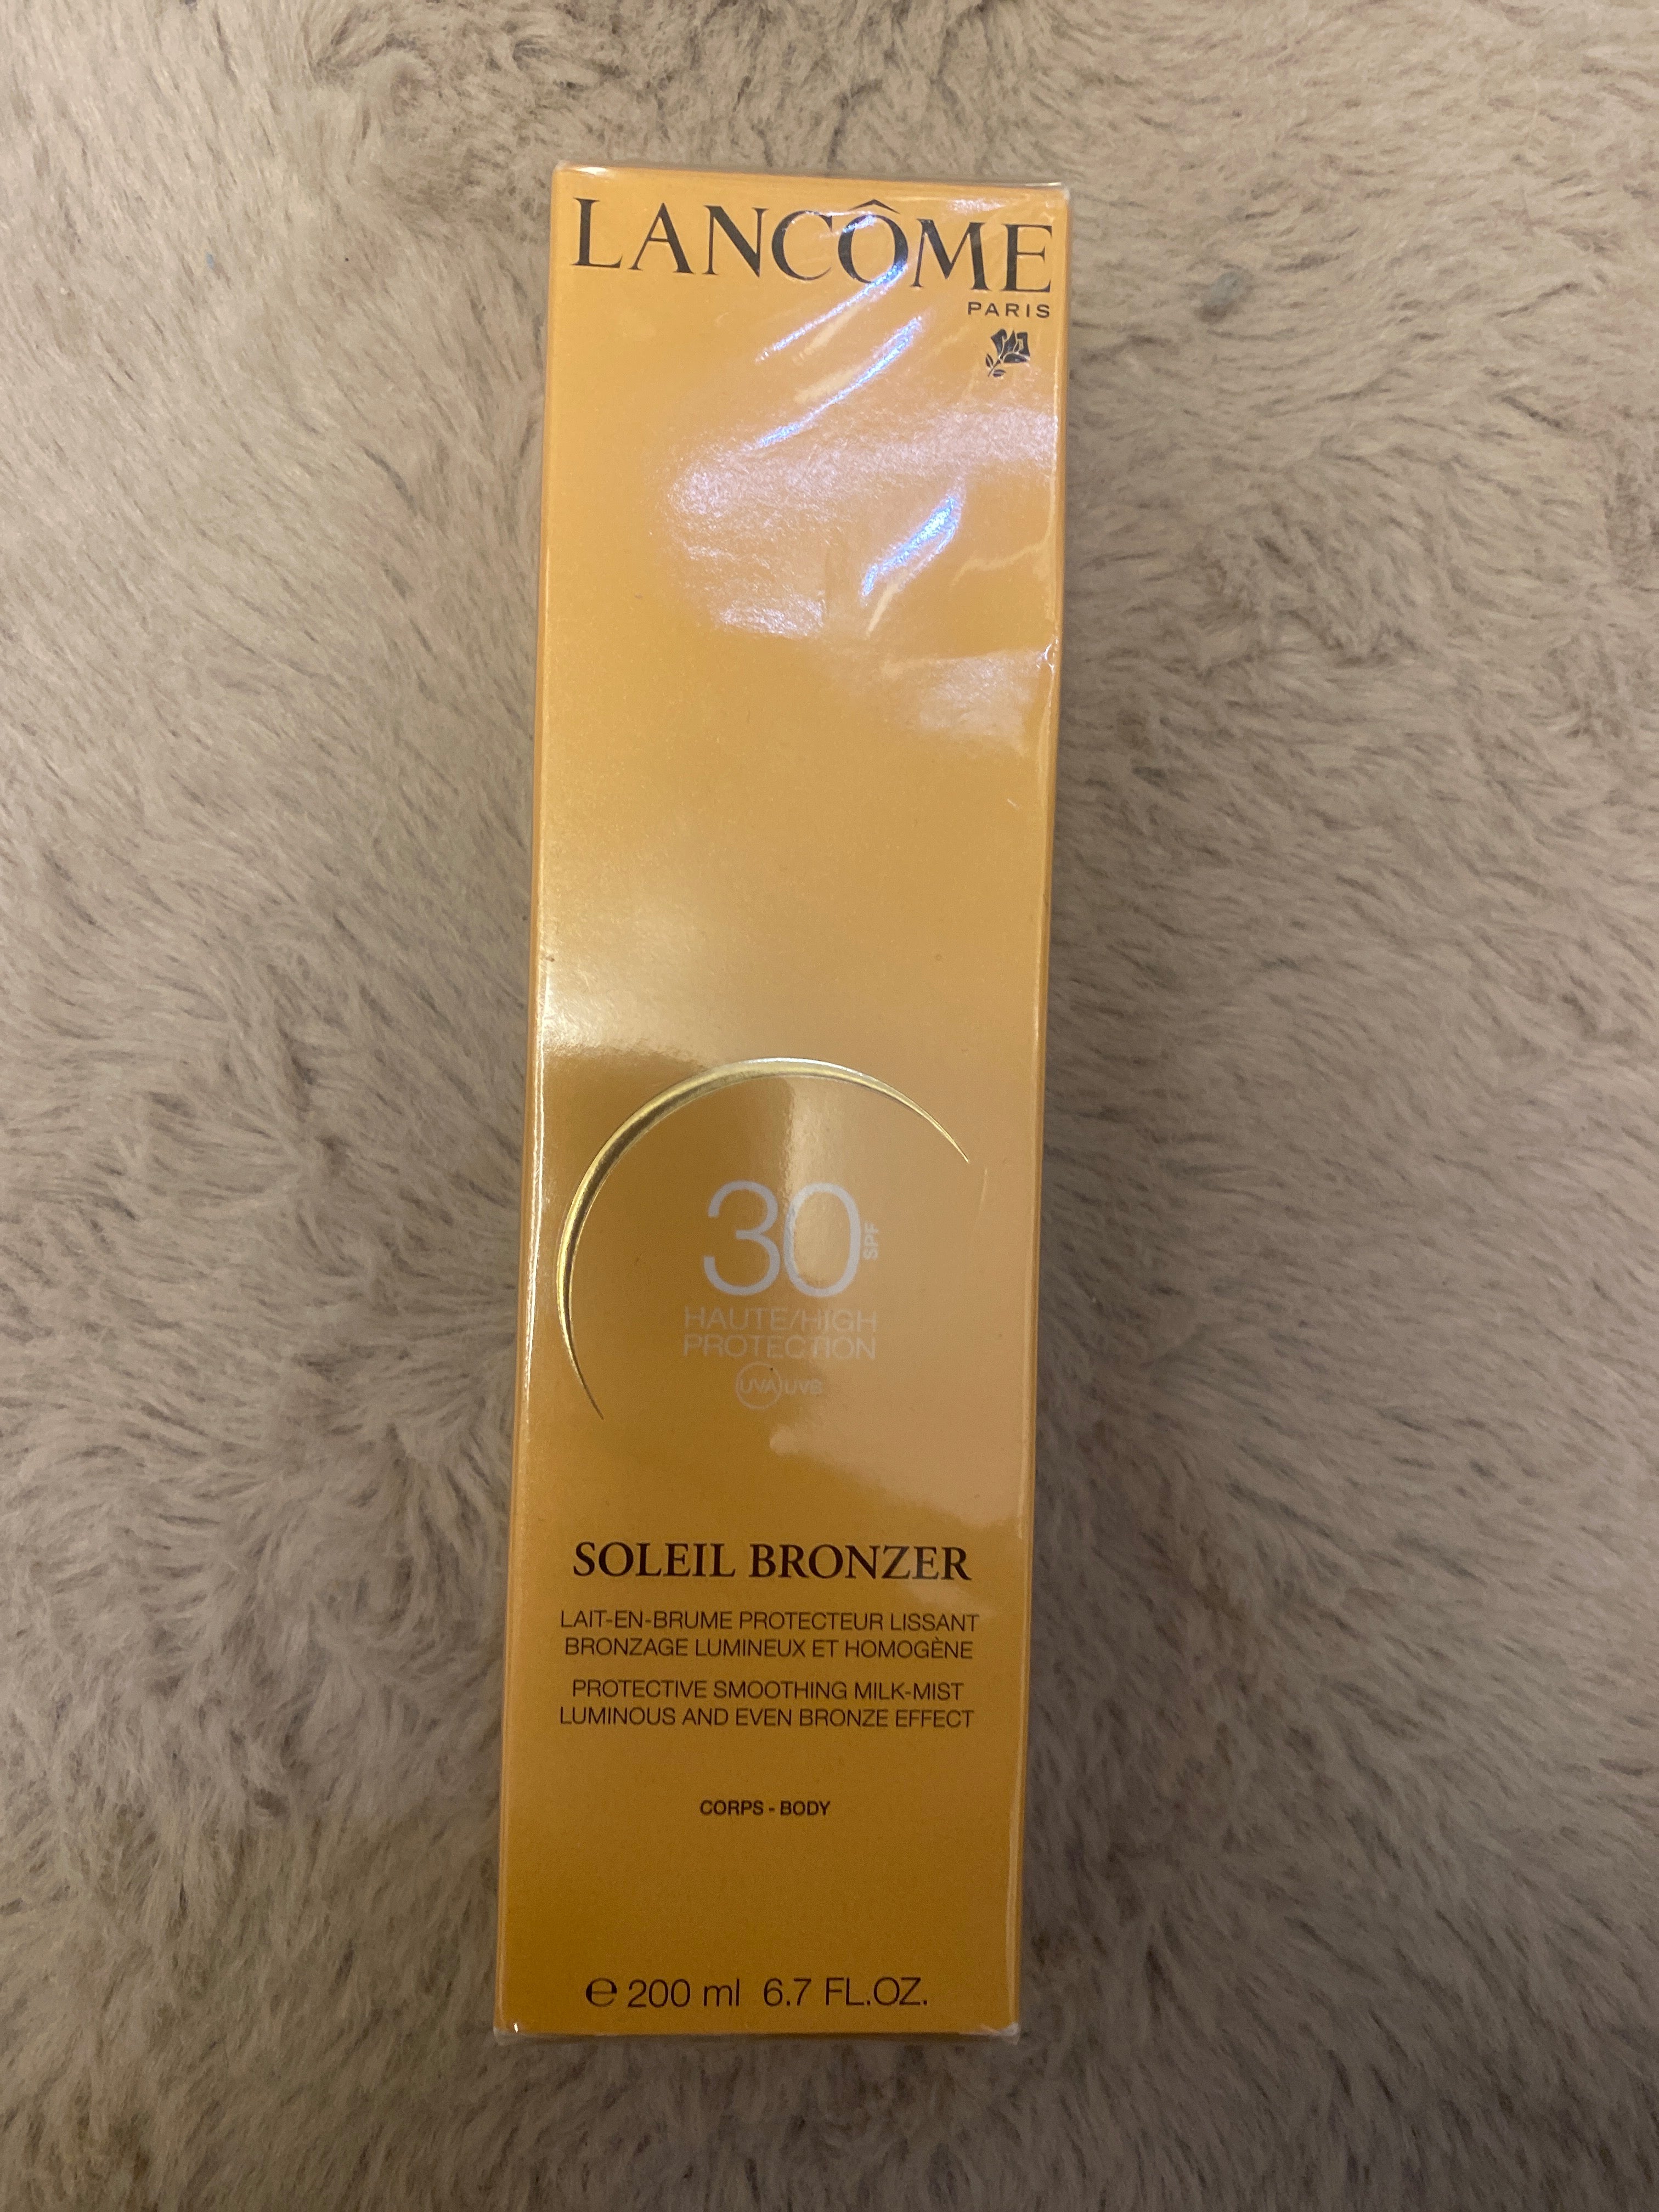 LANCÔME
PARIS
30 SPF
HAUTE/HIGH
PROTECTION
UVA UVB
SOLEIL BRONZER
LAIT-EN-BRUME PROTECTEUR LISSANT
BRONZAGE LUMINEUX ET HOMOGÈNE
PROTECTIVE SMOOTHING MILK-MIST
LUMINOUS AND EVEN BRONZE EFFECT
CORPS - BODY
℮ 200 ml 6.7 FL.OZ.